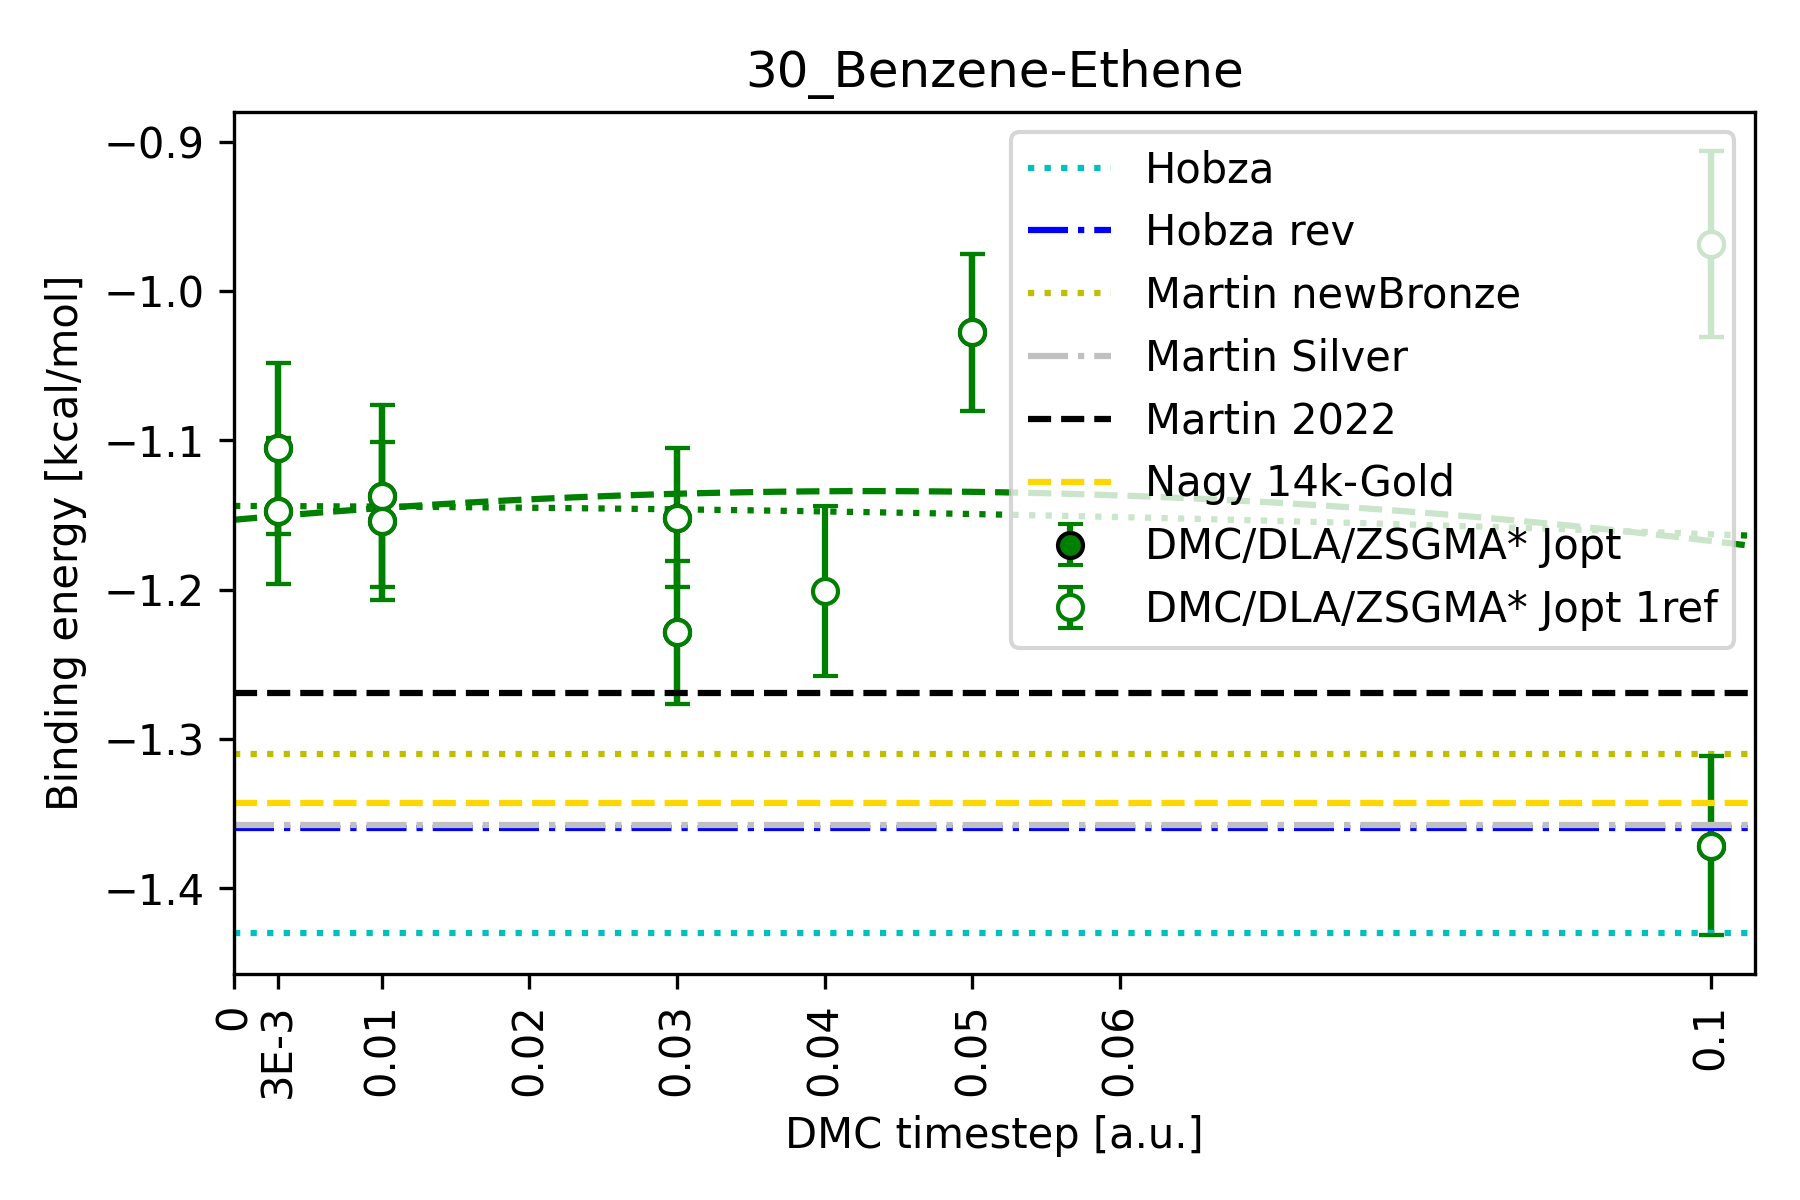 30_Benzene-Ethene
Binding energy [kcal/mol]
−0.9
−1.0
−1.1
−1.2
−1.3
−1.4
Hobza
Hobza rev
Martin newBronze
Martin Silver
Martin 2022
Nagy 14k-Gold
DMC/DLA/ZSGMA* Jopt
DMC/DLA/ZSGMA* Jopt 1ref
0
3E-3
0.01
0.02
0.03
0.04
0.05
0.06
0.1
DMC timestep [a.u.]